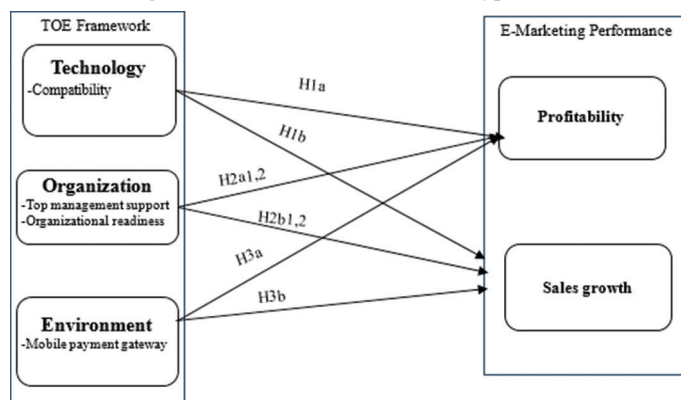 TOE Framework
Technology
-Compatibility
Organization
-Top management support
-Organizational readiness
Environment
-Mobile payment gateway
H1a
H1b
H2a1,2
H2b1,2
H3a
H3b
E-Marketing Performance
Profitability
Sales growth